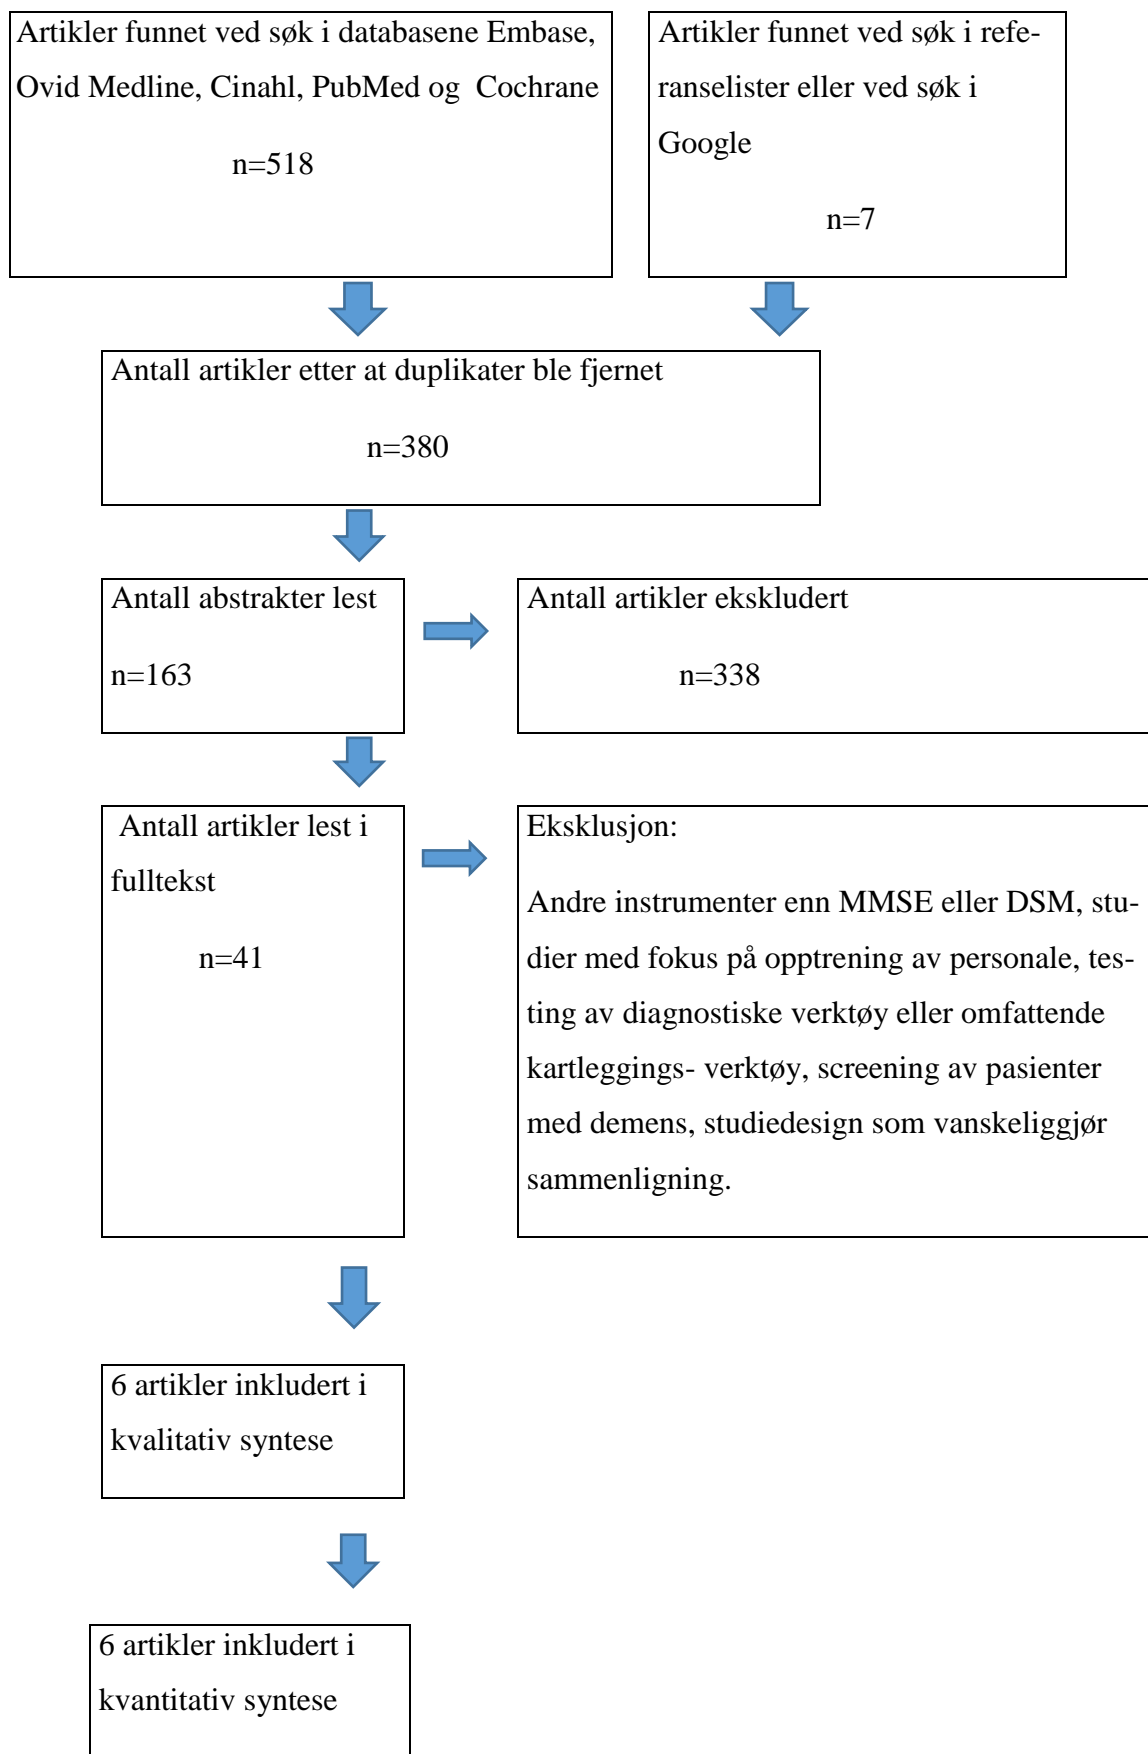 Artikler funnet ved søk i databasene Embase,
Ovid Medline, Cinahl, PubMed og  Cochrane
n=518
Artikler funnet ved søk i refe-
ranselister eller ved søk i
Google
n=7
Antall artikler etter at duplikater ble fjernet
n=380
Antall abstrakter lest
n=163
Antall artikler ekskludert
n=338
Antall artikler lest i
fulltekst
n=41
Eksklusjon:
Andre instrumenter enn MMSE eller DSM, stu-
dier med fokus på opptrening av personale, tes-
ting av diagnostiske verktøy eller omfattende
kartleggings- verktøy, screening av pasienter
med demens, studiedesign som vanskeliggjør
sammenligning.
6 artikler inkludert i
kvalitativ syntese
6 artikler inkludert i
kvantitativ syntese